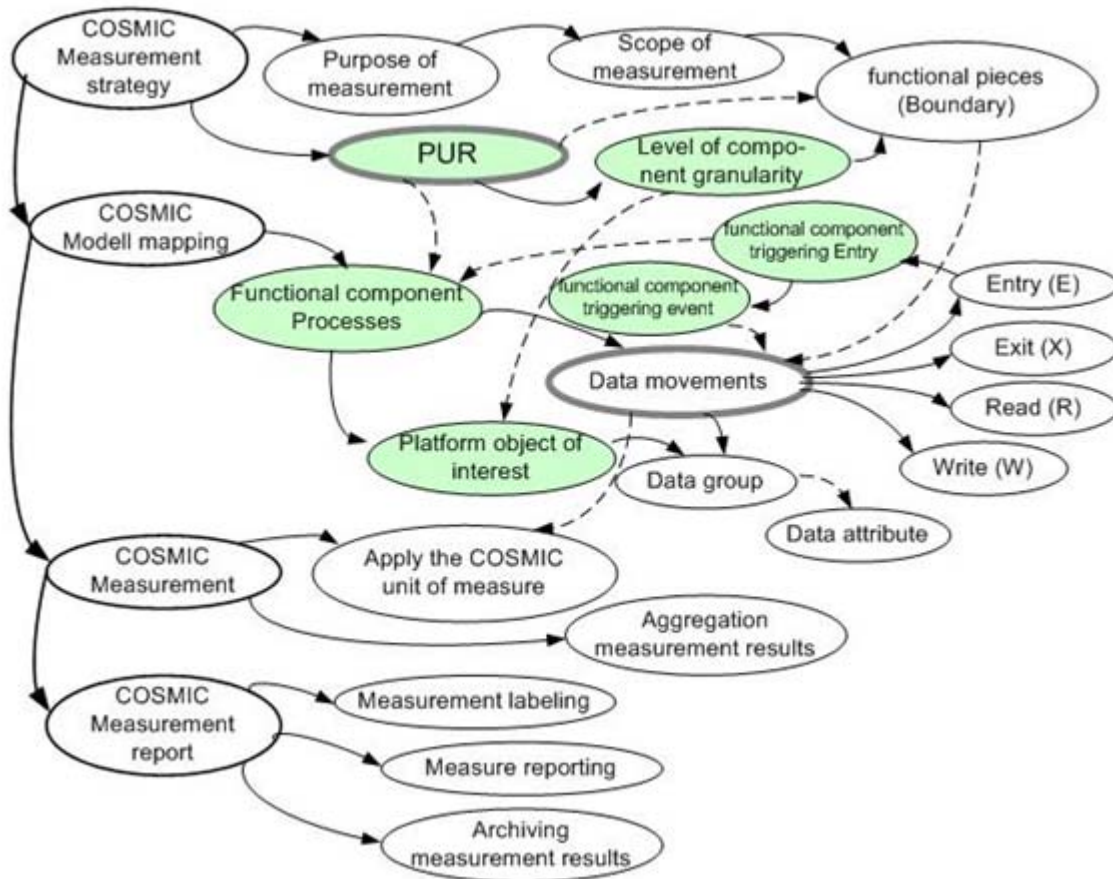 COSMIC
Measurement
strategy
Purpose of
measurement
Scope of
measurement
functional pieces
(Boundary)
PUR
Level of compo-
nent granularity
COSMIC
Modell mapping
functional component
triggering Entry
Functional component
Processes
functional component
triggering event
Entry (E)
Exit (X)
Data movements
Read (R)
Platform object of
interest
Write (W)
Data group
Data attribute
COSMIC
Measurement
Apply the COSMIC
unit of measure
Aggregation
measurement results
COSMIC
Measurement
report
Measurement labeling
Measure reporting
Archiving
measurement results